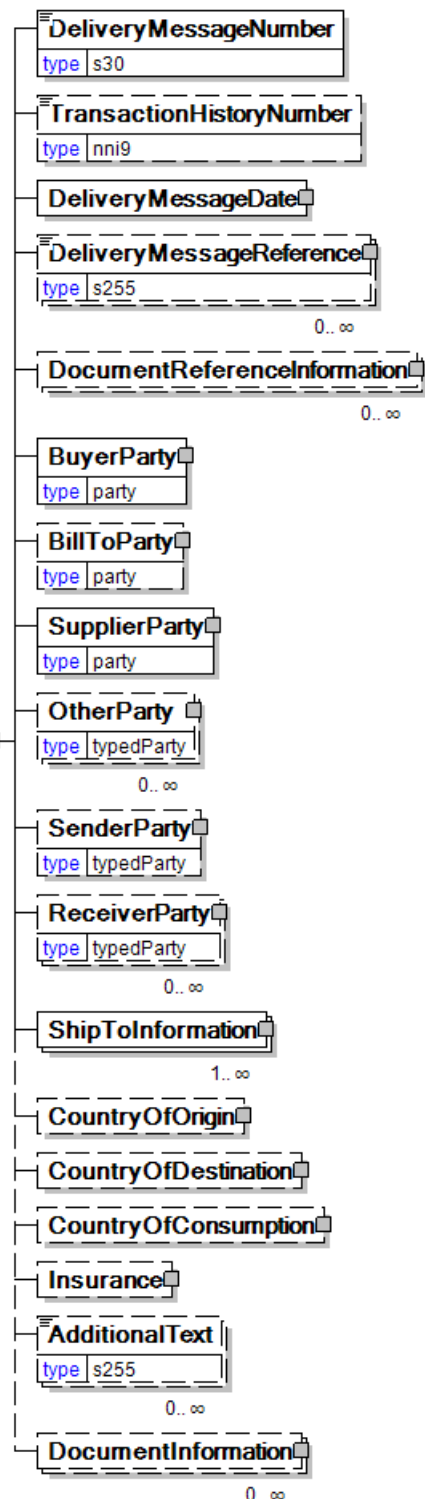 DeliveryMessageNumber
type s30
TransactionHistoryNumber
type nni9
DeliveryMessageDate
DeliveryMessageReference
type s255
0.. ∞
DocumentReferenceInformation
0.. ∞
BuyerParty
type party
BillToParty
type party
SupplierParty
type party
OtherParty
type typedParty
0.. ∞
SenderParty
type typedParty
ReceiverParty
type typedParty
0.. ∞
ShipToInformation
1.. ∞
CountryOfOrigin
CountryOfDestination
CountryOfConsumption
Insurance
AdditionalText
type s255
0.. ∞
DocumentInformation
0.. ∞